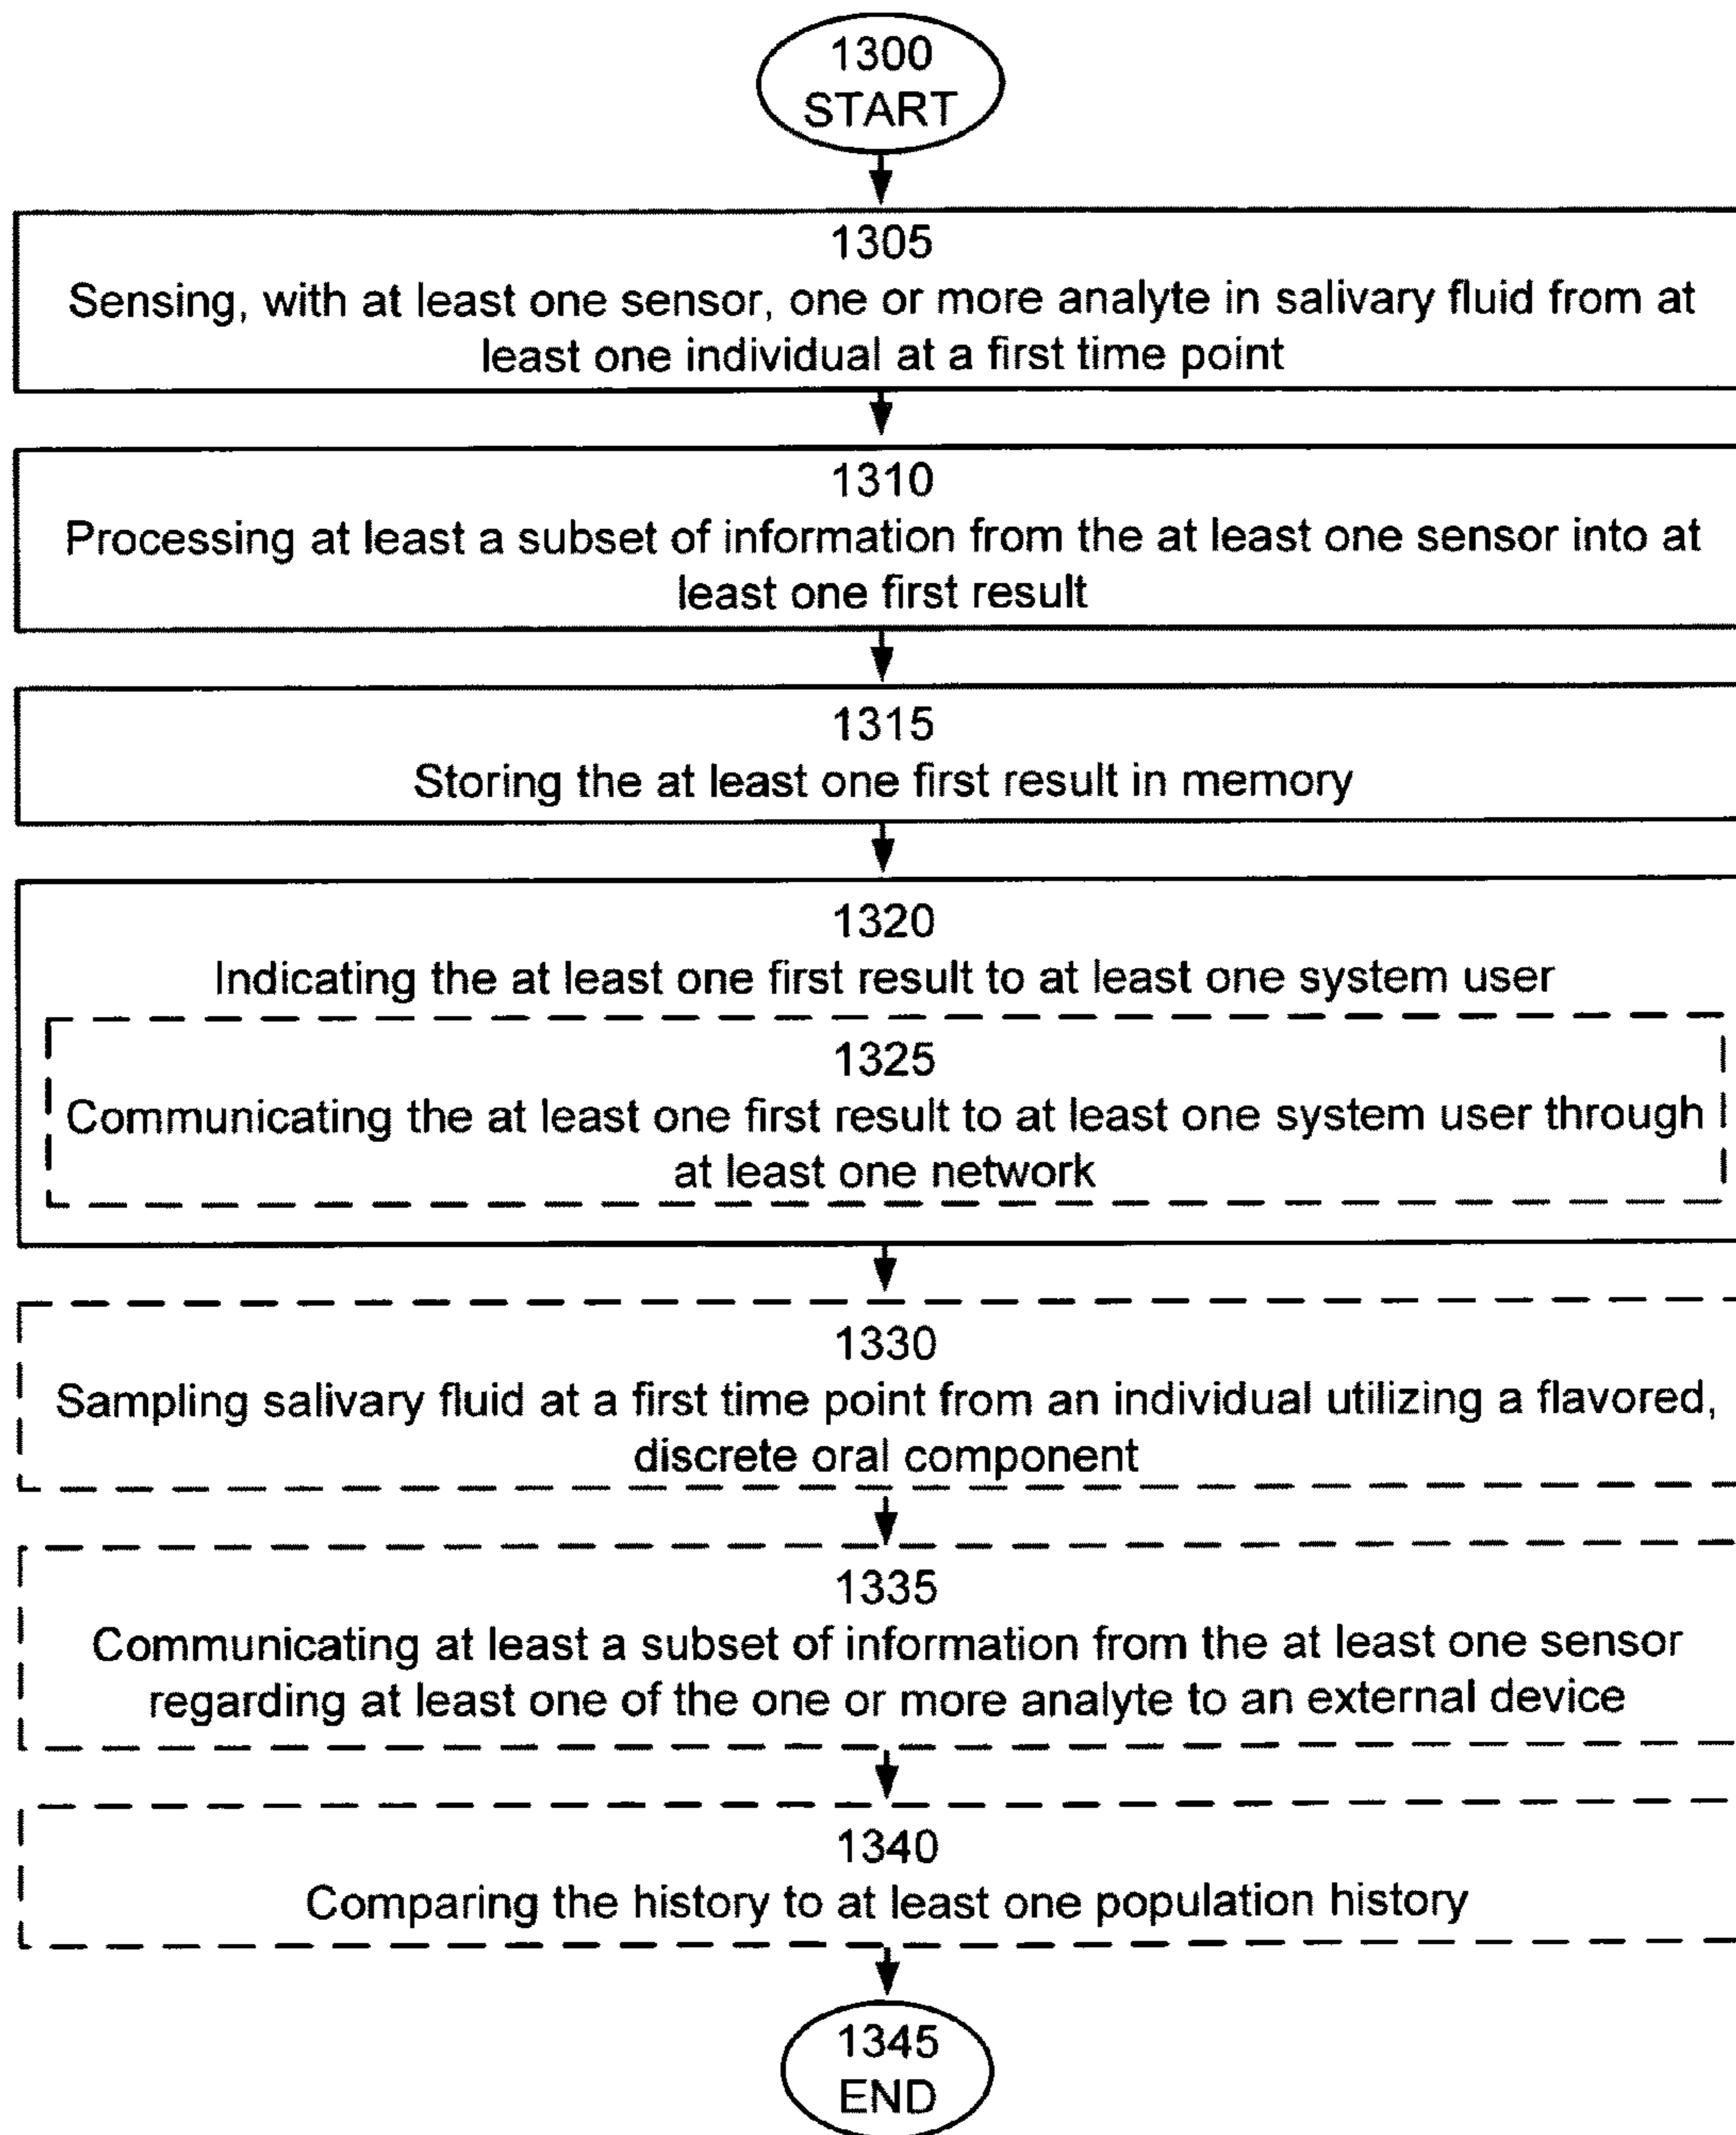 1300
START
1305
Sensing, with at least one sensor, one or more analyte in salivary fluid from at
least one individual at a first time point
1310
Processing at least a subset of information from the at least one sensor into at
least one first result
1315
Storing the at least one first result in memory
1320
Indicating the at least one first result to at least one system user
1325
Communicating the at least one first result to at least one system user through
at least one network
1330
Sampling salivary fluid at a first time point from an individual utilizing a flavored,
discrete oral component
1335
Communicating at least a subset of information from the at least one sensor
regarding at least one of the one or more analyte to an external device
1340
Comparing the history to at least one population history
1345
END